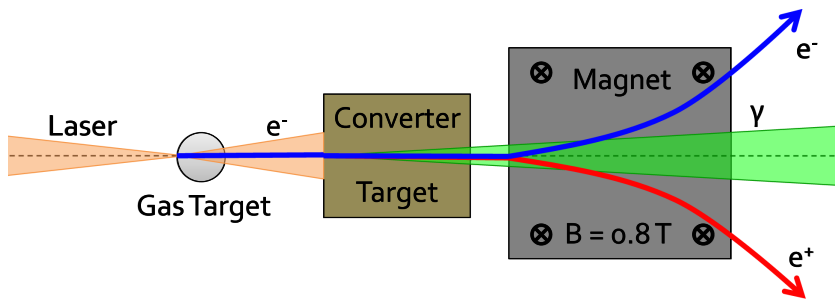 Laser
e-
Gas Target
Converter
Target
Magnet
B = 0.8 T
γ
e-
e+